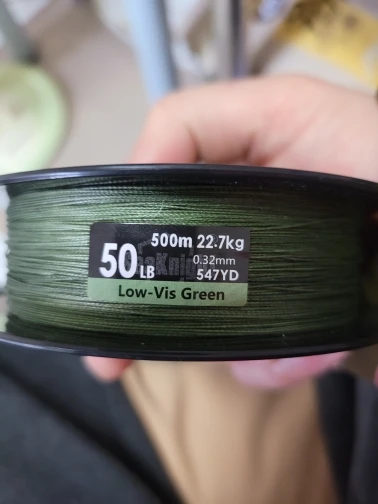 500m 22.7kg
50LB
0.32mm
547YD
Low-Vis Green